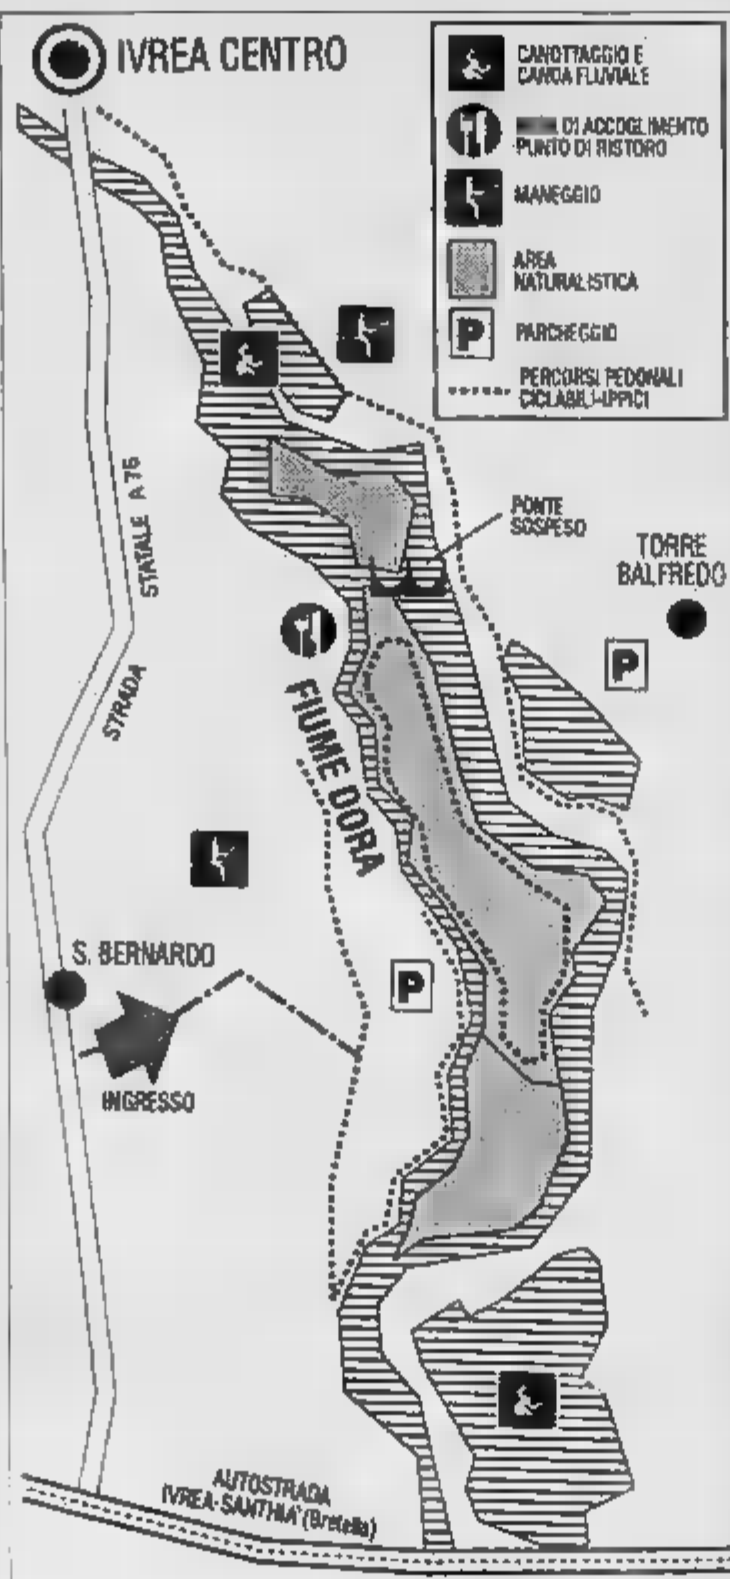 IVREA CENTRO
CANOTTAGGIO E
CANOA FLUVIALE
DI ACCOGLIMENTO
PUNTO DI RISTORO
MANEGGIO
AREA
NATURALISTICA
P
PARCHEGGIO
PERCORSI PEDONALI
CICLABILI-IPPICI
STATALE A 76
STRADA
PONTE
SOSPESO
TORRE
BALFREDO
P
FIUME DORA
S. BERNARDO
P
INGRESSO
AUTOSTRADA
IVREA-SANTHIA' (Bretella)